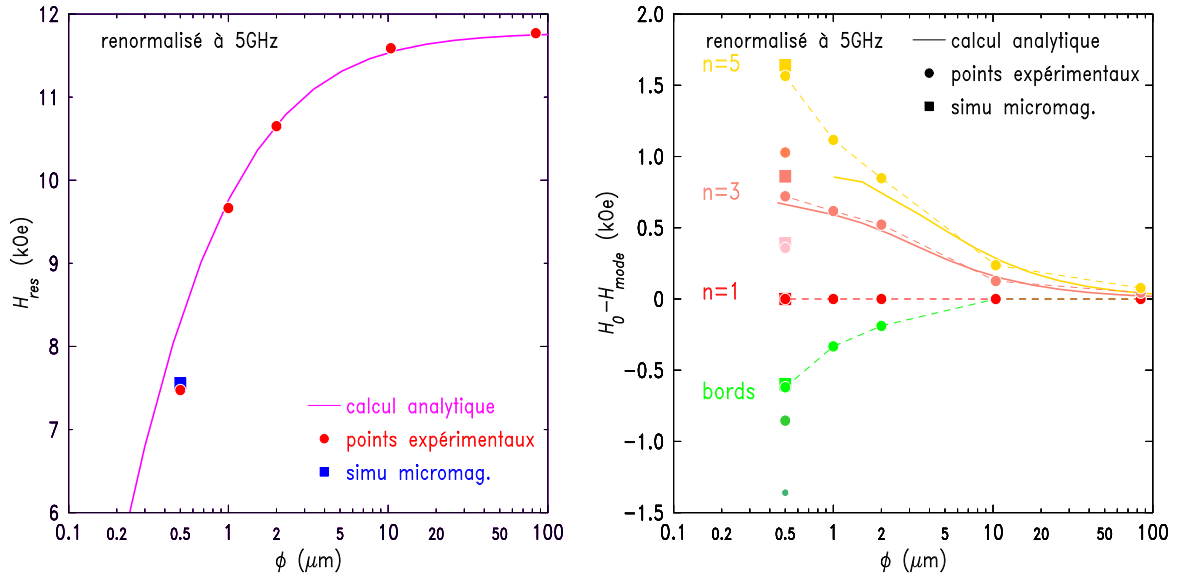 renormalisé à 5GHz
12
11
10
9
8
7
6
H_res (kOe)
calcul analytique
points expérimentaux
simu micromag.
0.1 0.2 0.5 1 2 5 10 20 50 100
ϕ (μm)
renormalisé à 5GHz
calcul analytique
points expérimentaux
simu micromag.
n=5
n=3
n=1
bords
2.0
1.5
1.0
0.5
0
−0.5
−1.0
−1.5
H_0−H_mode (kOe)
0.1 0.2 0.5 1 2 5 10 20 50 100
ϕ (μm)